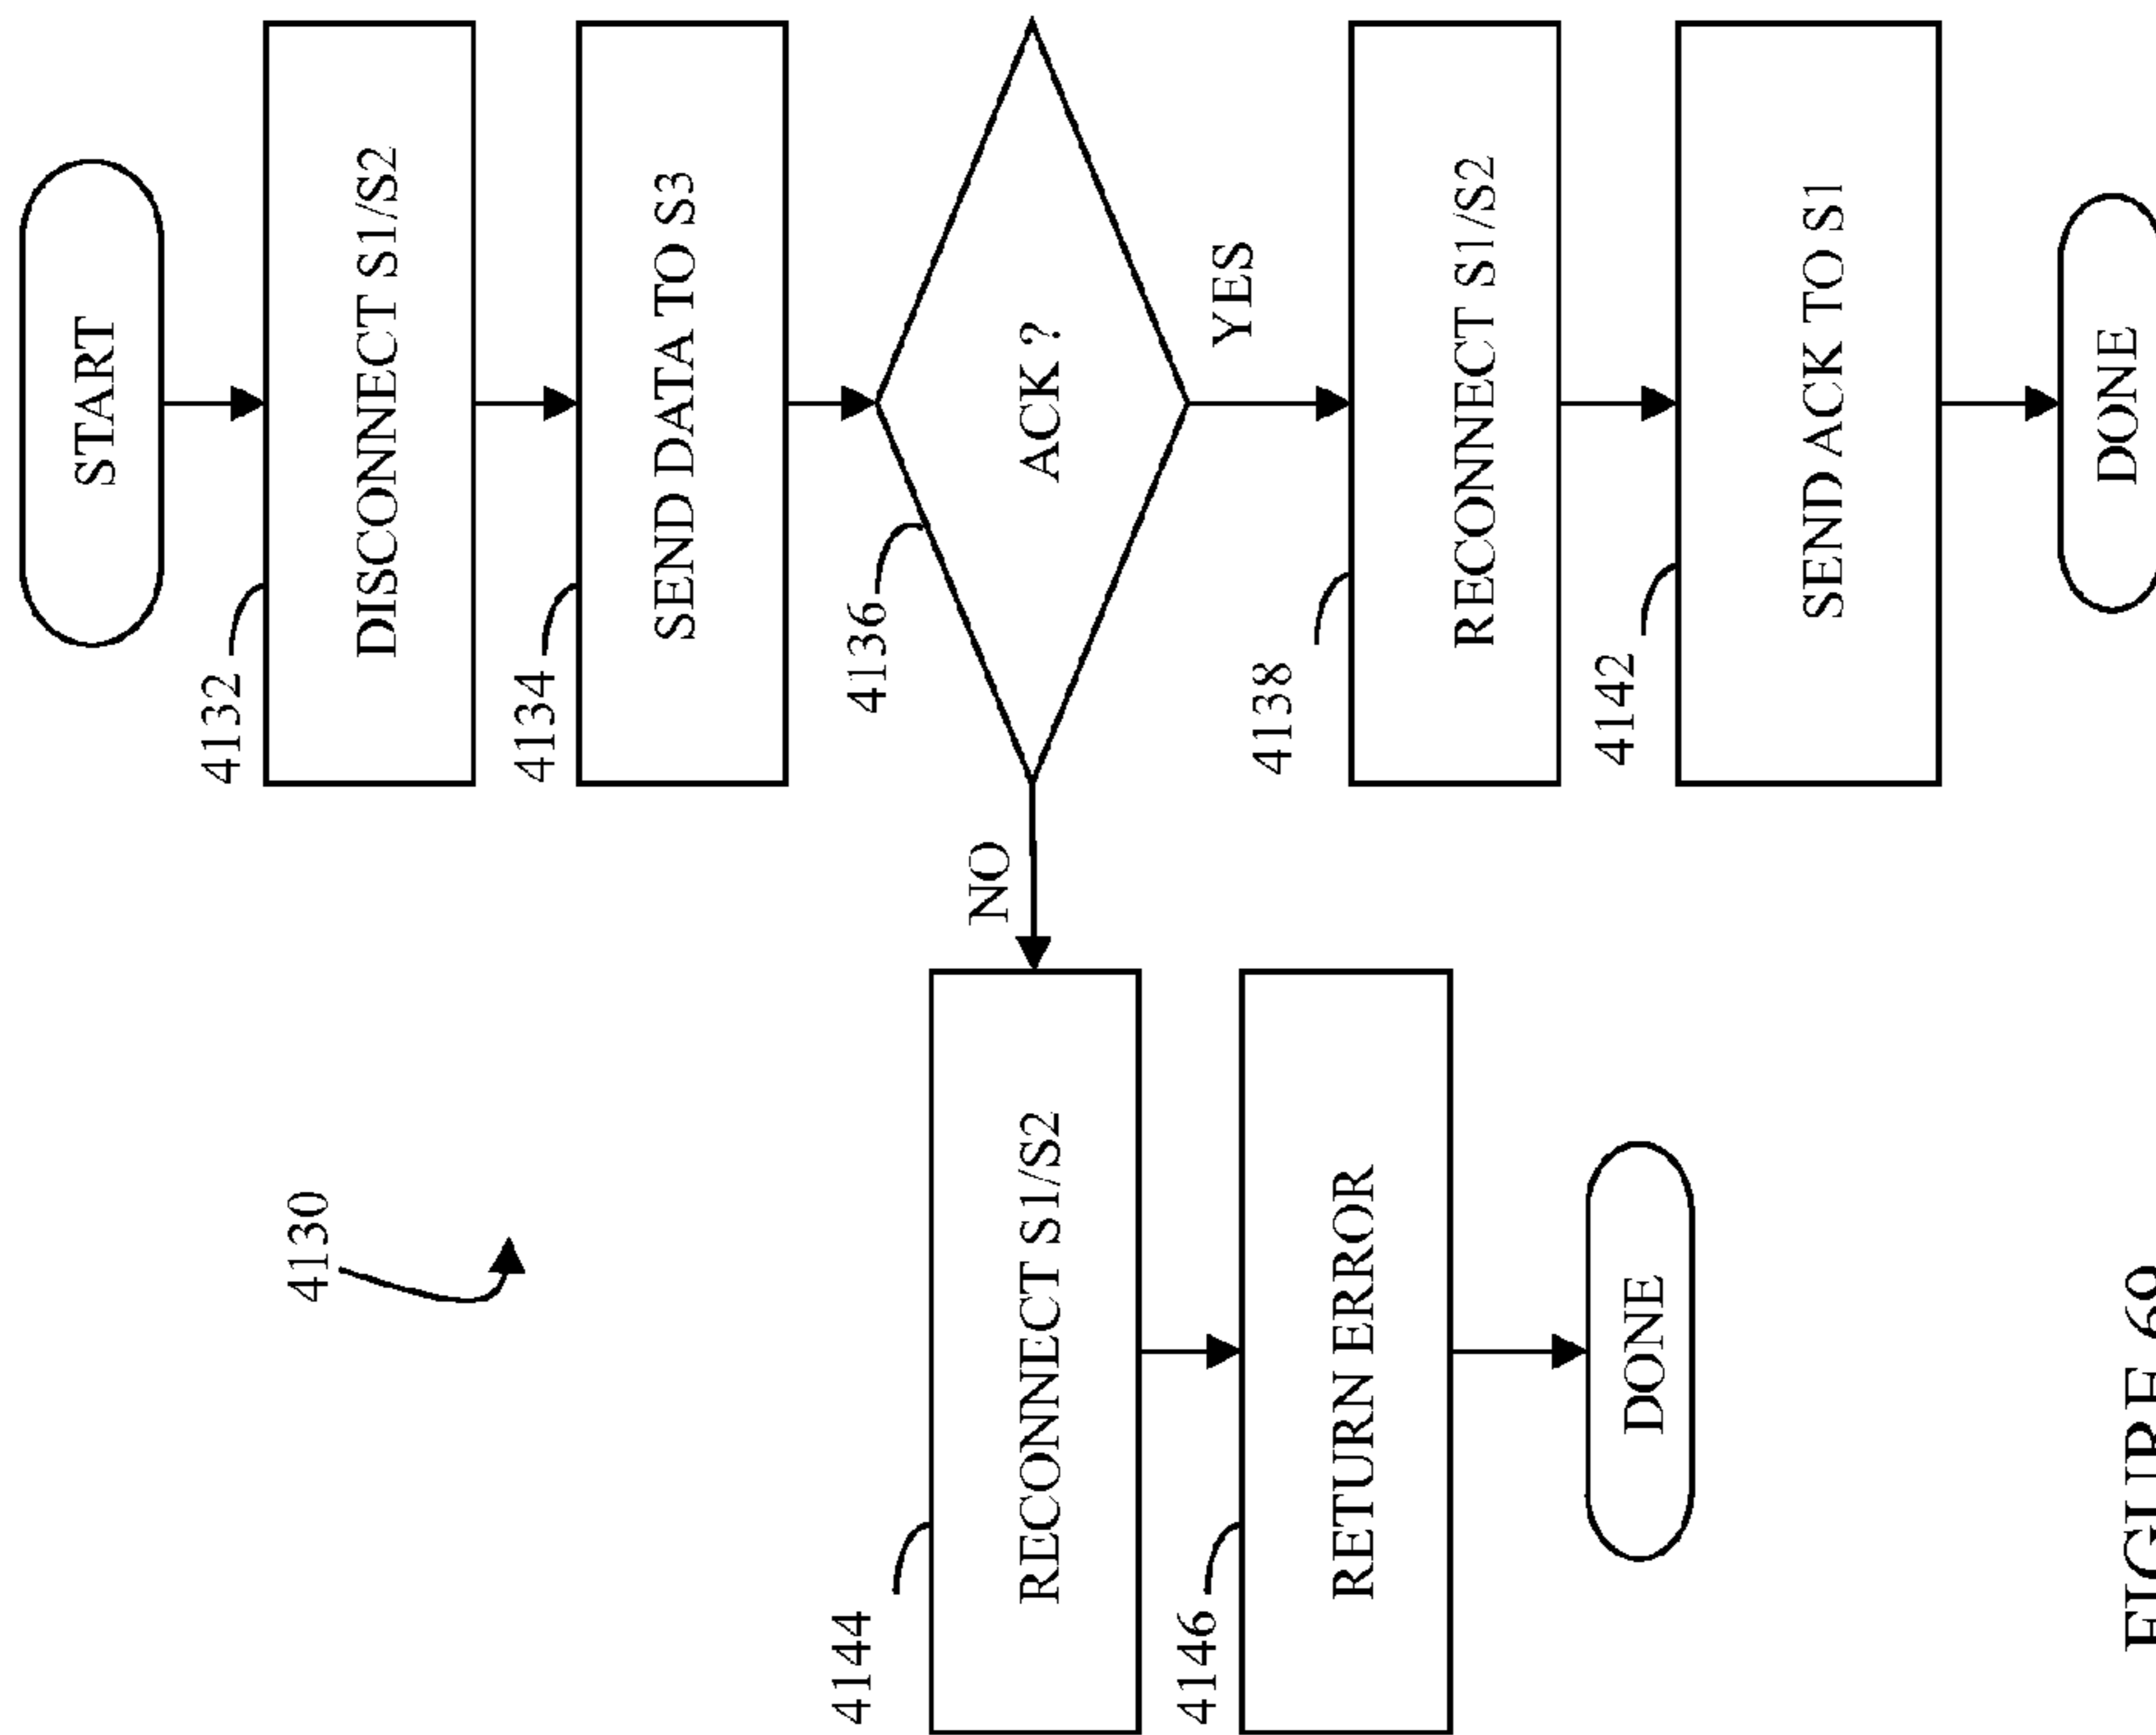 4130
START
4132
DISCONNECT S1/S2
4134
SEND DATA TO S3
4136
ACK ?
NO
YES
4144
RECONNECT S1/S2
4138
RECONNECT S1/S2
4146
RETURN ERROR
4142
SEND ACK TO S1
DONE
DONE
FIGURE